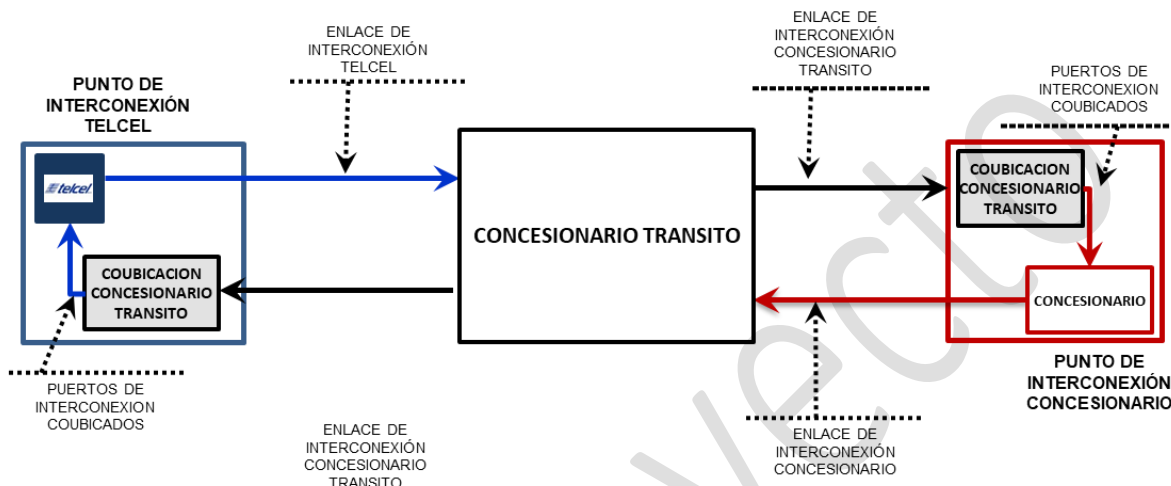 ENLACE DE
INTERCONEXIÓN
TELCEL
ENLACE DE
INTERCONEXIÓN
CONCESIONARIO
TRANSITO
PUERTOS DE
INTERCONEXION
COUBICADOS
PUNTO DE
INTERCONEXIÓN
TELCEL
telcel
COUBICACION
CONCESIONARIO
TRANSITO
CONCESIONARIO TRANSITO
COUBICACION
CONCESIONARIO
TRANSITO
CONCESIONARIO
PUNTO DE
INTERCONEXIÓN
CONCESIONARIO
PUERTOS DE
INTERCONEXION
COUBICADOS
ENLACE DE
INTERCONEXIÓN
CONCESIONARIO
TRANSITO
ENLACE DE
INTERCONEXIÓN
CONCESIONARIO
yecto